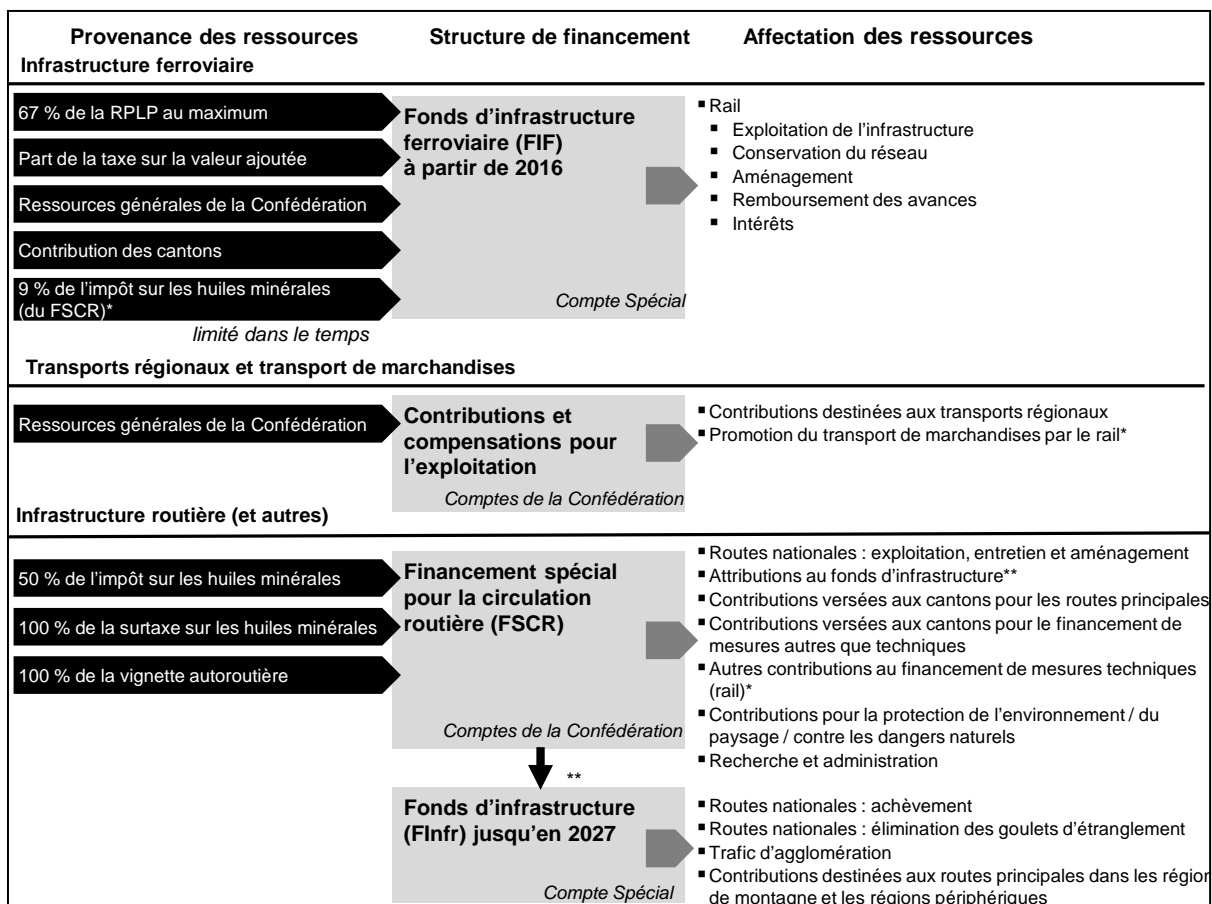 Provenance des ressources
Structure de financement
Affectation des ressources
Infrastructure ferroviaire
67 % de la RPLP au maximum
Part de la taxe sur la valeur ajoutée
Ressources générales de la Confédération
Contribution des cantons
9 % de l'impôt sur les huiles minérales
(du FSCR)*
limité dans le temps
Fonds d'infrastructure
ferroviaire (FIF)
à partir de 2016
Compte Spécial
▪ Rail
▪ Exploitation de l'infrastructure
▪ Conservation du réseau
▪ Aménagement
▪ Remboursement des avances
▪ Intérêts
Transports régionaux et transport de marchandises
Ressources générales de la Confédération
Contributions et
compensations pour
l'exploitation
Comptes de la Confédération
▪ Contributions destinées aux transports régionaux
▪ Promotion du transport de marchandises par le rail*
Infrastructure routière (et autres)
50 % de l'impôt sur les huiles minérales
100 % de la surtaxe sur les huiles minérales
100 % de la vignette autoroutière
Financement spécial
pour la circulation
routière (FSCR)
Comptes de la Confédération
▪ Routes nationales : exploitation, entretien et aménagement
▪ Attributions au fonds d'infrastructure**
▪ Contributions versées aux cantons pour les routes principales
▪ Contributions versées aux cantons pour le financement de
mesures autres que techniques
▪ Autres contributions au financement de mesures techniques
(rail)*
▪ Contributions pour la protection de l'environnement / du
paysage / contre les dangers naturels
▪ Recherche et administration
**
Fonds d'infrastructure
(FInfr) jusqu'en 2027
Compte Spécial
▪ Routes nationales : achèvement
▪ Routes nationales : élimination des goulets d'étranglement
▪ Trafic d'agglomération
▪ Contributions destinées aux routes principales dans les région
de montagne et les régions périphériques